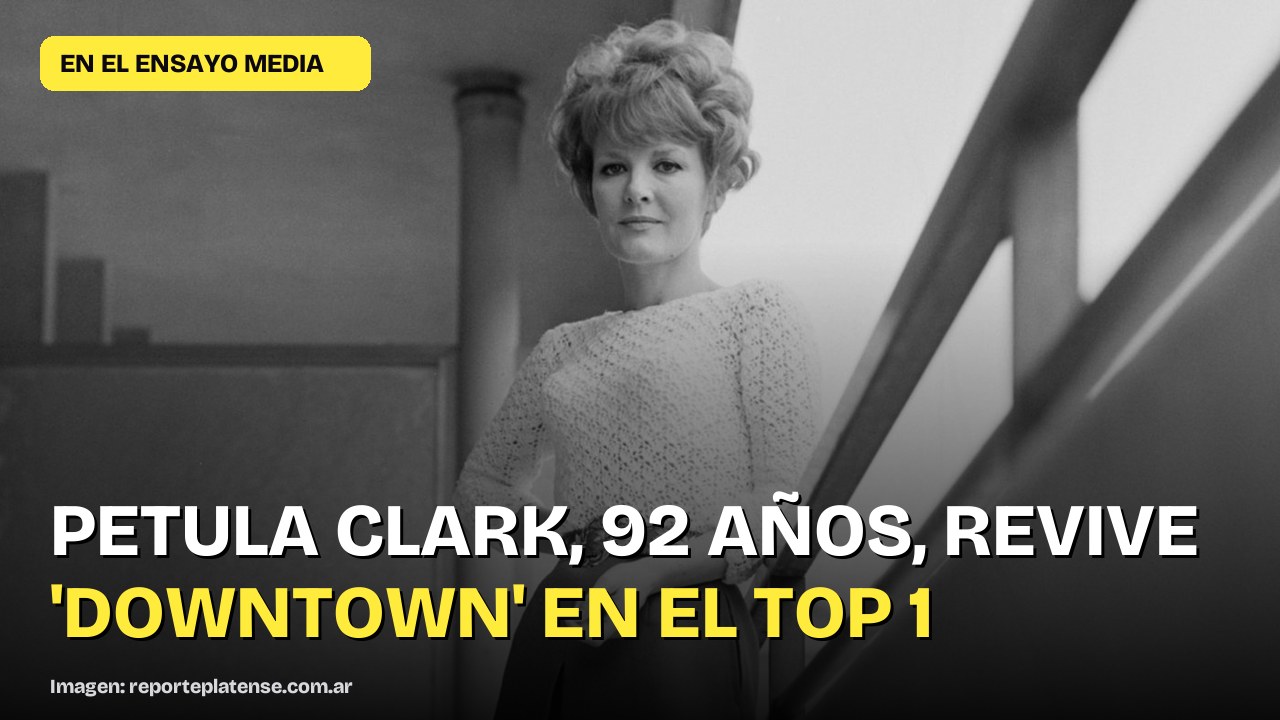 EN EL ENSAYO MEDIA
PETULA CLARK, 92 AÑOS, REVIVE
'DOWNTOWN' EN EL TOP 1
Imagen: reporteplatense.com.ar